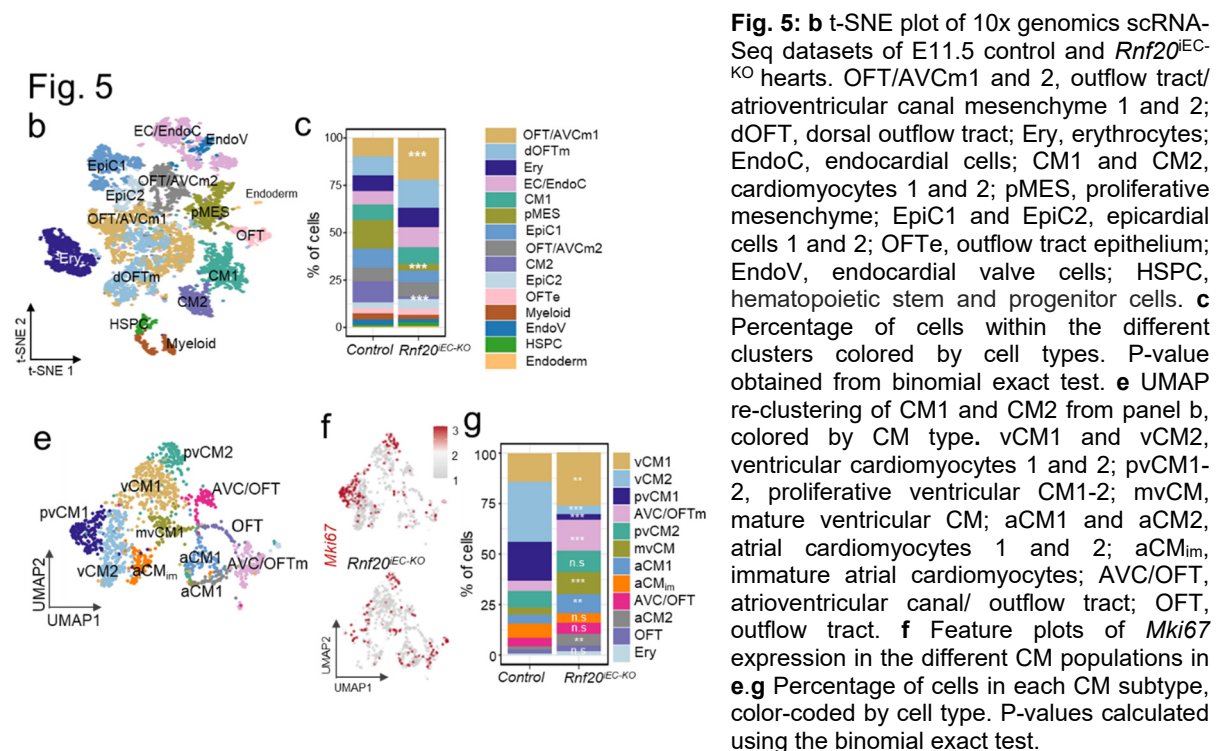 Fig. 5
b
EC/EndoC
EndoV
EpiC1
OFT/AVCm2
EpiC2
Endoderm
pMES
OFT/AVCm1
OFT
Ery
dOFTm
CM1
CM2
HSPC
Myeloid
t-SNE 2
t-SNE 1
c
% of cells
100
75
50
25
0
***
***
***
Control
Rnf20iEC-KO
OFT/AVCm1
dOFTm
Ery
EC/EndoC
CM1
pMES
EpiC1
OFT/AVCm2
CM2
EpiC2
OFTe
Myeloid
EndoV
HSPC
Endoderm
e
pvCM2
vCM1
AVC/OFT
pvCM1
OFT
mvCM1
aCM1
vCM2
aCMim
AVC/OFTm
aCM1
UMAP2
UMAP1
f
3
2
1
Mki67
Rnf20iEC-KO
UMAP2
UMAP1
g
% of cells
100
75
50
25
0
**
***
***
***
n.s
***
**
n.s
n.s
**
n.s
Control
Rnf20iEC-KO
vCM1
vCM2
pvCM1
AVC/OFTm
pvCM2
mvCM
aCM1
aCMim
AVC/OFT
aCM2
OFT
Ery
Fig. 5: b t-SNE plot of 10x genomics scRNA-
Seq datasets of E11.5 control and Rnf20iEC-
KO hearts. OFT/AVCm1 and 2, outflow tract/
atrioventricular canal mesenchyme 1 and 2;
dOFT, dorsal outflow tract; Ery, erythrocytes;
EndoC, endocardial cells; CM1 and CM2,
cardiomyocytes 1 and 2; pMES, proliferative
mesenchyme; EpiC1 and EpiC2, epicardial
cells 1 and 2; OFTe, outflow tract epithelium;
EndoV, endocardial valve cells; HSPC,
hematopoietic stem and progenitor cells. c
Percentage of cells within the different
clusters colored by cell types. P-value
obtained from binomial exact test. e UMAP
re-clustering of CM1 and CM2 from panel b,
colored by CM type. vCM1 and vCM2,
ventricular cardiomyocytes 1 and 2; pvCM1-
2, proliferative ventricular CM1-2; mvCM,
mature ventricular CM; aCM1 and aCM2,
atrial cardiomyocytes 1 and 2; aCMim,
immature atrial cardiomyocytes; AVC/OFT,
atrioventricular canal/ outflow tract; OFT,
outflow tract. f Feature plots of Mki67
expression in the different CM populations in
e.g Percentage of cells in each CM subtype,
color-coded by cell type. P-values calculated
using the binomial exact test.